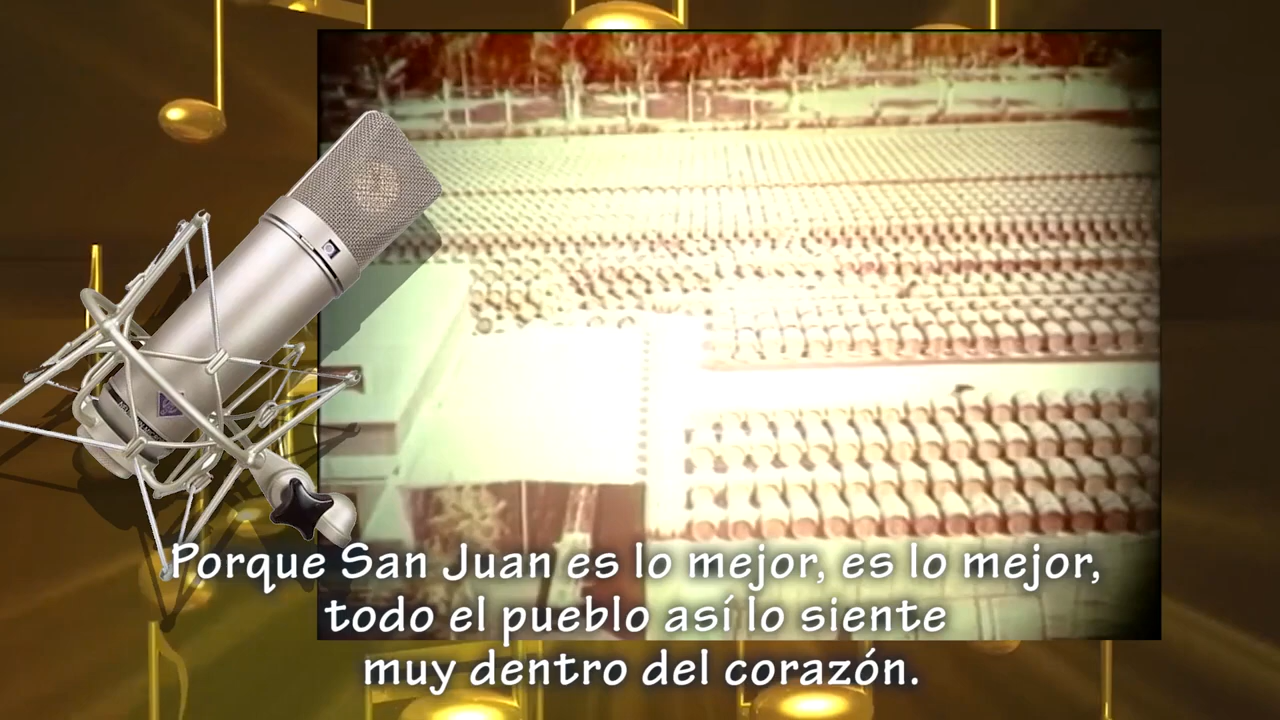 Porque San Juan es lo mejor, es lo mejor,
todo el pueblo así lo siente
muy dentro del corazón.